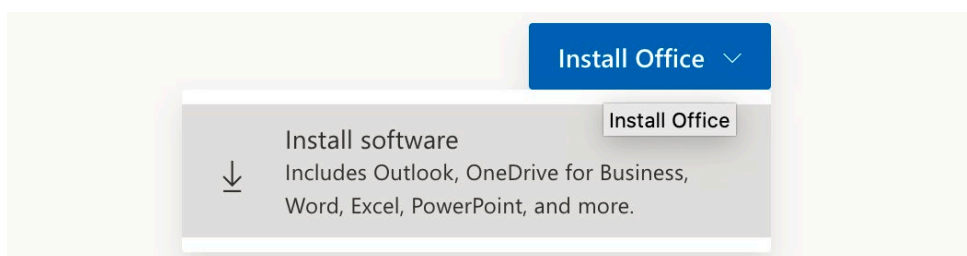 Install Office
Install Office
Install software
Includes Outlook, OneDrive for Business,
Word, Excel, PowerPoint, and more.